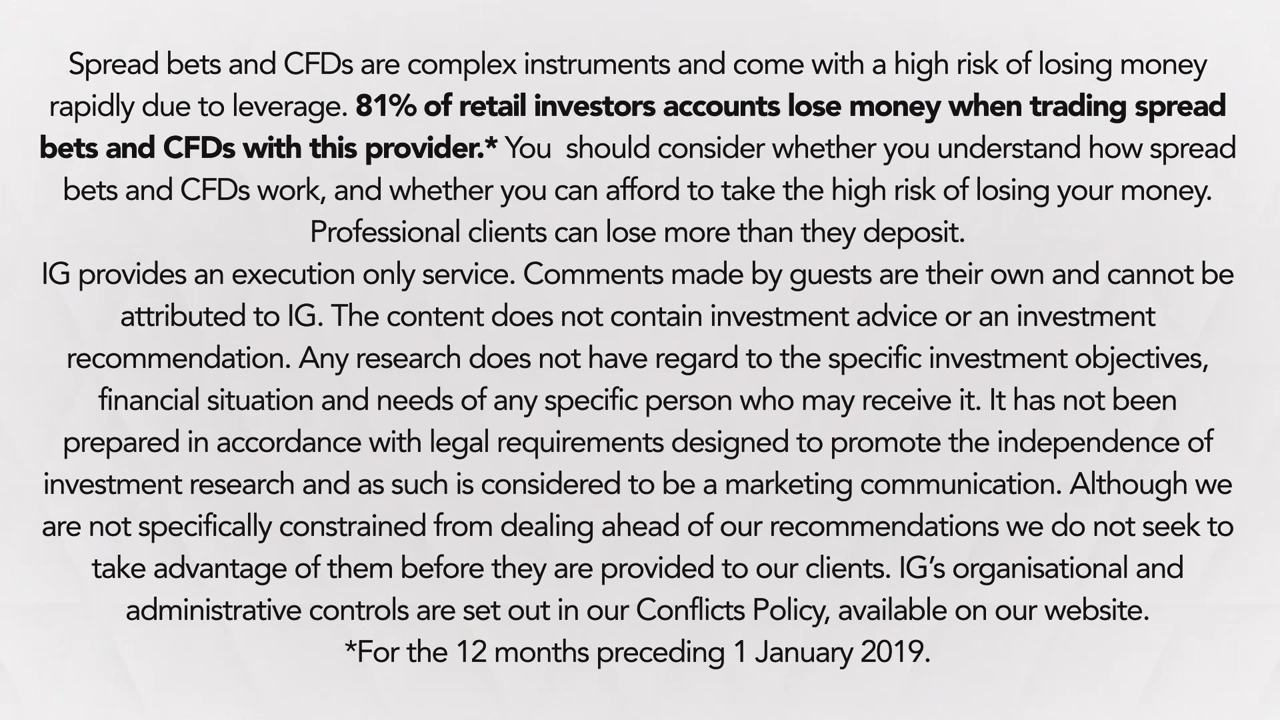 Spread bets and CFDs are complex instruments and come with a high risk of losing money
rapidly due to leverage. 81% of retail investors accounts lose money when trading spread
bets and CFDs with this provider.* You  should consider whether you understand how spread
bets and CFDs work, and whether you can afford to take the high risk of losing your money.
Professional clients can lose more than they deposit.
IG provides an execution only service. Comments made by guests are their own and cannot be
attributed to IG. The content does not contain investment advice or an investment
recommendation. Any research does not have regard to the specific investment objectives,
financial situation and needs of any specific person who may receive it. It has not been
prepared in accordance with legal requirements designed to promote the independence of
investment research and as such is considered to be a marketing communication. Although we
are not specifically constrained from dealing ahead of our recommendations we do not seek to
take advantage of them before they are provided to our clients. IG’s organisational and
administrative controls are set out in our Conflicts Policy, available on our website.
*For the 12 months preceding 1 January 2019.